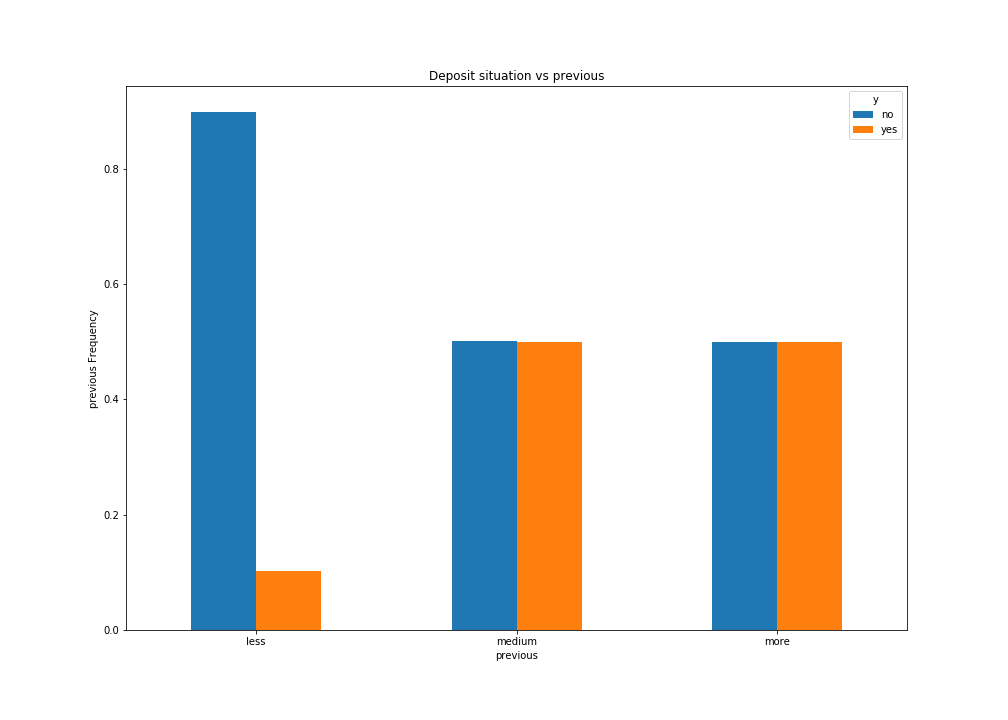 Deposit situation vs previous
y
no
yes
previous Frequency
0.8
0.6
0.4
0.2
0.0
less medium more
previous